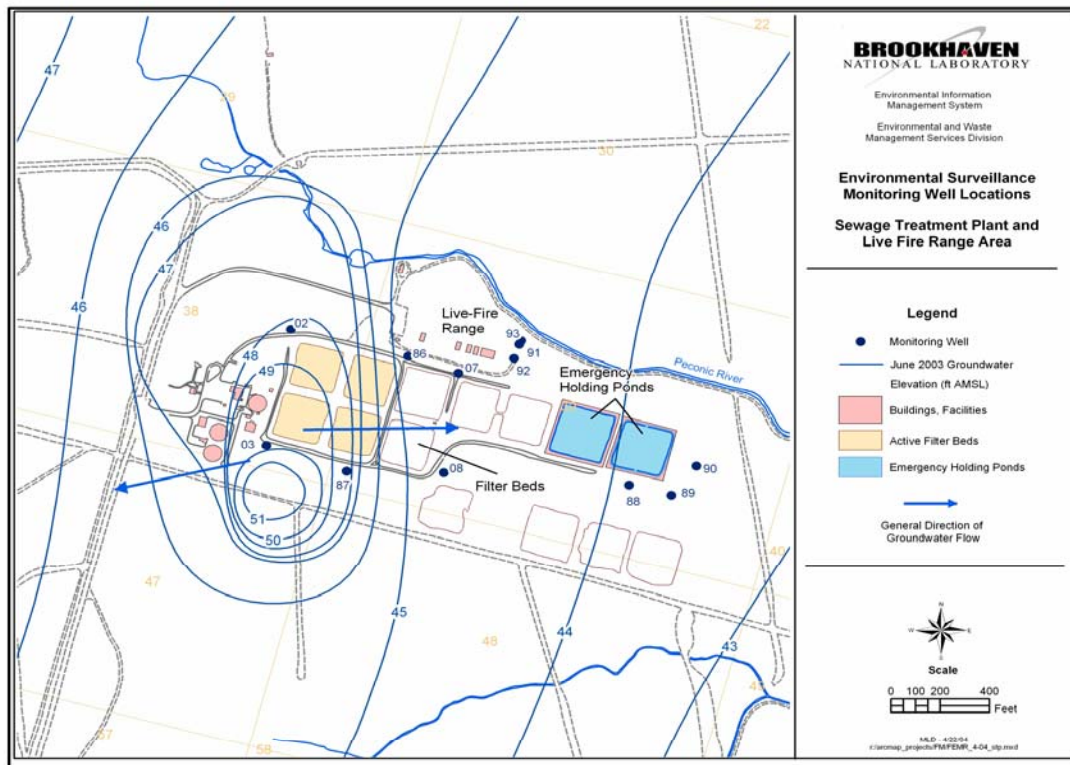 47
22
39
30
46
47
46
38
02
Live-Fire
Range
93
91
92
86
07
48
49
Emergency
Holding Ponds
Peconic River
03
87
08
Filter Beds
90
88
89
51
50
40
47
45
48
44
43
57
58
BROOKHAVEN
NATIONAL LABORATORY
Environmental Information
Management System
Environmental and Waste
Management Services Division
Environmental Surveillance
Monitoring Well Locations
Sewage Treatment Plant and
Live Fire Range Area
Legend
Monitoring Well
June 2003 Groundwater
Elevation (ft AMSL)
Buildings, Facilities
Active Filter Beds
Emergency Holding Ponds
General Direction of
Groundwater Flow
N
W E
S
Scale
0 100 200 400
Feet
MLD - 4/22/04